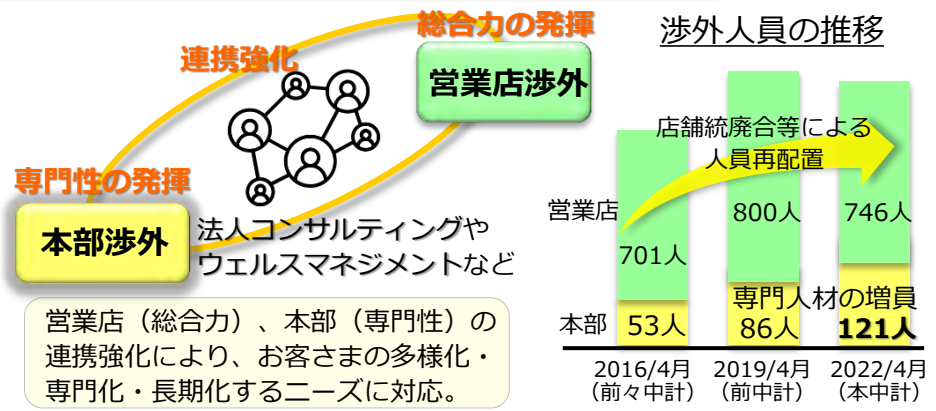 総合力の発揮
連携強化
営業店渉外
専門性の発揮
本部渉外
法人コンサルティングや
ウェルスマネジメントなど
営業店（総合力）、本部（専門性）の
連携強化により、お客さまの多様化・
専門化・長期化するニーズに対応。
渉外人員の推移
店舗統廃合等による
人員再配置
営業店
701人
800人
746人
専門人材の増員
本部
53人
86人
121人
2016/4月
（前々中計）
2019/4月
（前中計）
2022/4月
（本中計）